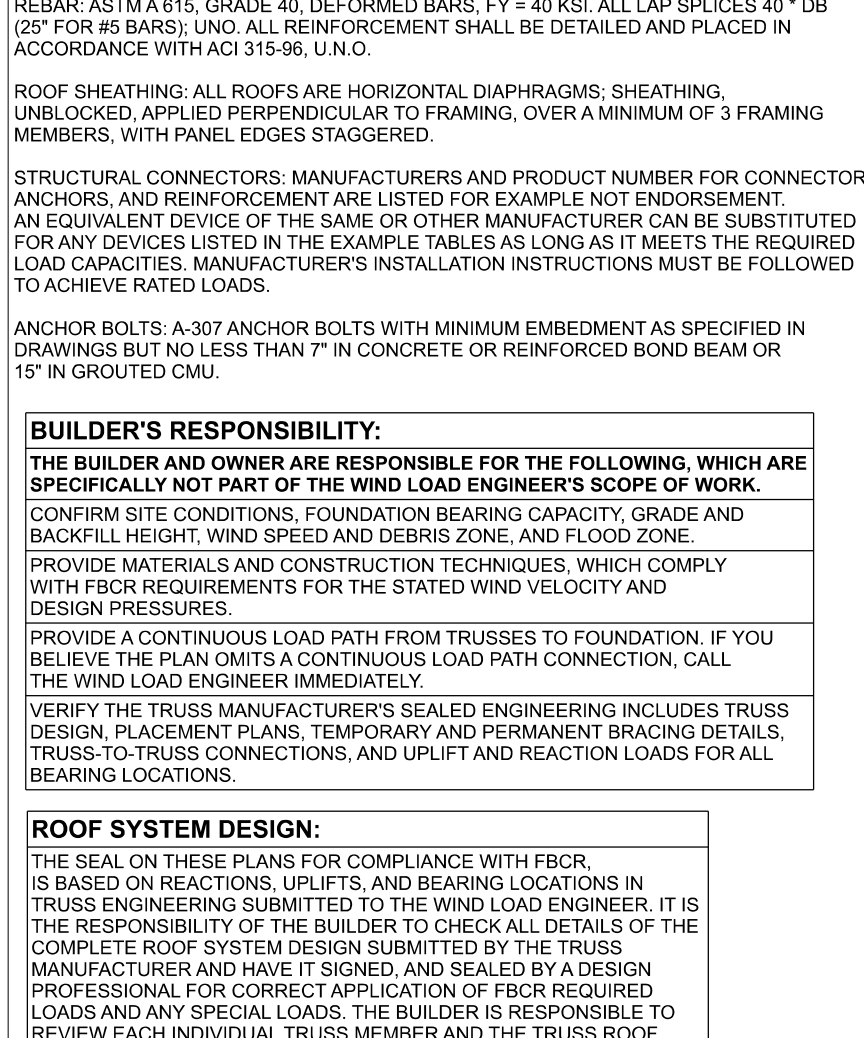 REBAR: ASTM A 615, GRADE 40, DEFORMED BARS, FY = 40 KSI. ALL LAP SPLICES 40 * DB
(25" FOR #5 BARS); UNO. ALL REINFORCEMENT SHALL BE DETAILED AND PLACED IN
ACCORDANCE WITH ACI 315-96, U.N.O.
ROOF SHEATHING: ALL ROOFS ARE HORIZONTAL DIAPHRAGMS; SHEATHING,
UNBLOCKED, APPLIED PERPENDICULAR TO FRAMING, OVER A MINIMUM OF 3 FRAMING
MEMBERS, WITH PANEL EDGES STAGGERED.
STRUCTURAL CONNECTORS: MANUFACTURERS AND PRODUCT NUMBER FOR CONNECTOR
ANCHORS, AND REINFORCEMENT ARE LISTED FOR EXAMPLE NOT ENDORSEMENT.
AN EQUIVALENT DEVICE OF THE SAME OR OTHER MANUFACTURER CAN BE SUBSTITUTED
FOR ANY DEVICES LISTED IN THE EXAMPLE TABLES AS LONG AS IT MEETS THE REQUIRED
LOAD CAPACITIES. MANUFACTURER'S INSTALLATION INSTRUCTIONS MUST BE FOLLOWED
TO ACHIEVE RATED LOADS.
ANCHOR BOLTS: A-307 ANCHOR BOLTS WITH MINIMUM EMBEDMENT AS SPECIFIED IN
DRAWINGS BUT NO LESS THAN 7" IN CONCRETE OR REINFORCED BOND BEAM OR
15" IN GROUTED CMU.
BUILDER'S RESPONSIBILITY:
THE BUILDER AND OWNER ARE RESPONSIBLE FOR THE FOLLOWING, WHICH ARE
SPECIFICALLY NOT PART OF THE WIND LOAD ENGINEER'S SCOPE OF WORK.
CONFIRM SITE CONDITIONS, FOUNDATION BEARING CAPACITY, GRADE AND
BACKFILL HEIGHT, WIND SPEED AND DEBRIS ZONE, AND FLOOD ZONE.
PROVIDE MATERIALS AND CONSTRUCTION TECHNIQUES, WHICH COMPLY
WITH FBCR REQUIREMENTS FOR THE STATED WIND VELOCITY AND
DESIGN PRESSURES.
PROVIDE A CONTINUOUS LOAD PATH FROM TRUSSES TO FOUNDATION. IF YOU
BELIEVE THE PLAN OMITS A CONTINUOUS LOAD PATH CONNECTION, CALL
THE WIND LOAD ENGINEER IMMEDIATELY.
VERIFY THE TRUSS MANUFACTURER'S SEALED ENGINEERING INCLUDES TRUSS
DESIGN, PLACEMENT PLANS, TEMPORARY AND PERMANENT BRACING DETAILS,
TRUSS-TO-TRUSS CONNECTIONS, AND UPLIFT AND REACTION LOADS FOR ALL
BEARING LOCATIONS.
ROOF SYSTEM DESIGN:
THE SEAL ON THESE PLANS FOR COMPLIANCE WITH FBCR,
IS BASED ON REACTIONS, UPLIFTS, AND BEARING LOCATIONS IN
TRUSS ENGINEERING SUBMITTED TO THE WIND LOAD ENGINEER. IT IS
THE RESPONSIBILITY OF THE BUILDER TO CHECK ALL DETAILS OF THE
COMPLETE ROOF SYSTEM DESIGN SUBMITTED BY THE TRUSS
MANUFACTURER AND HAVE IT SIGNED, AND SEALED BY A DESIGN
PROFESSIONAL FOR CORRECT APPLICATION OF FBCR REQUIRED
LOADS AND ANY SPECIAL LOADS. THE BUILDER IS RESPONSIBLE TO
REVIEW EACH INDIVIDUAL TRUSS MEMBER AND THE TRUSS ROOF